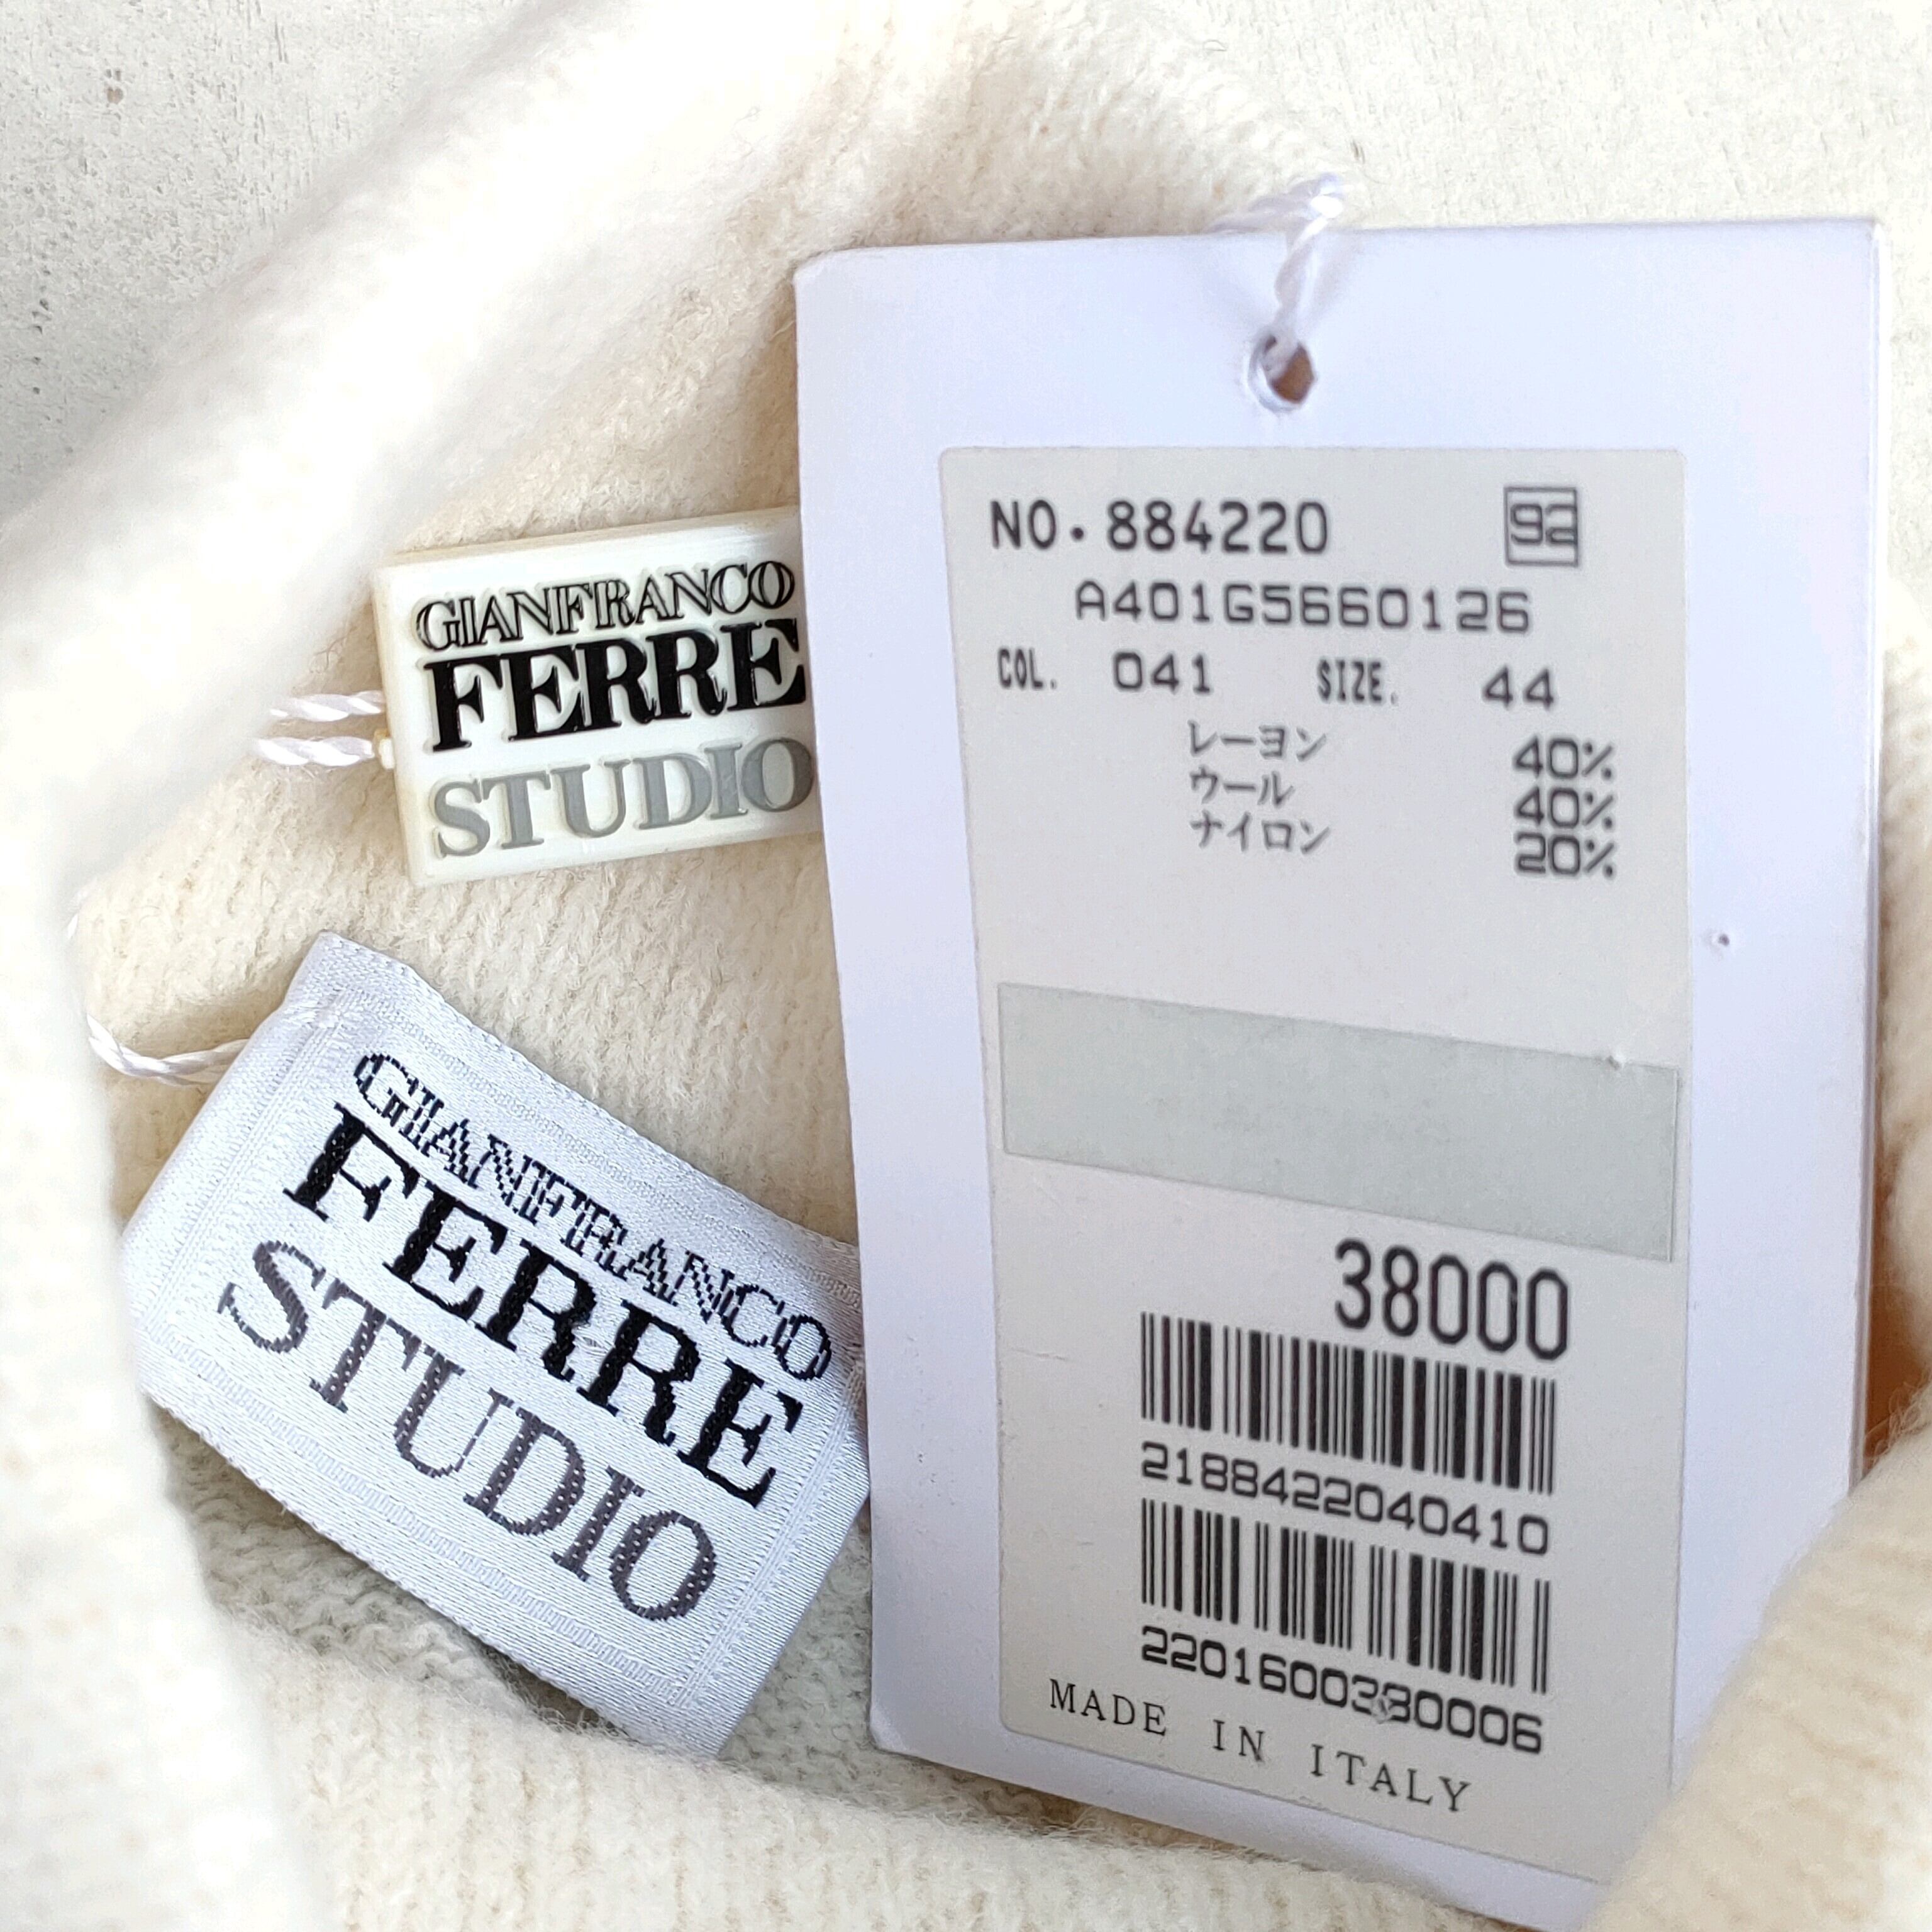 GIANFRANCO
FERRE
STUDIO
GIANFRANCO
FERRE
STUDIO
NO. 884220 92
A401G5660126
COL. 041 SIZE. 44
レーヨン 40%
ウール 40%
ナイロン 20%
38000
2188422040410
2201600380006
MADE IN ITALY